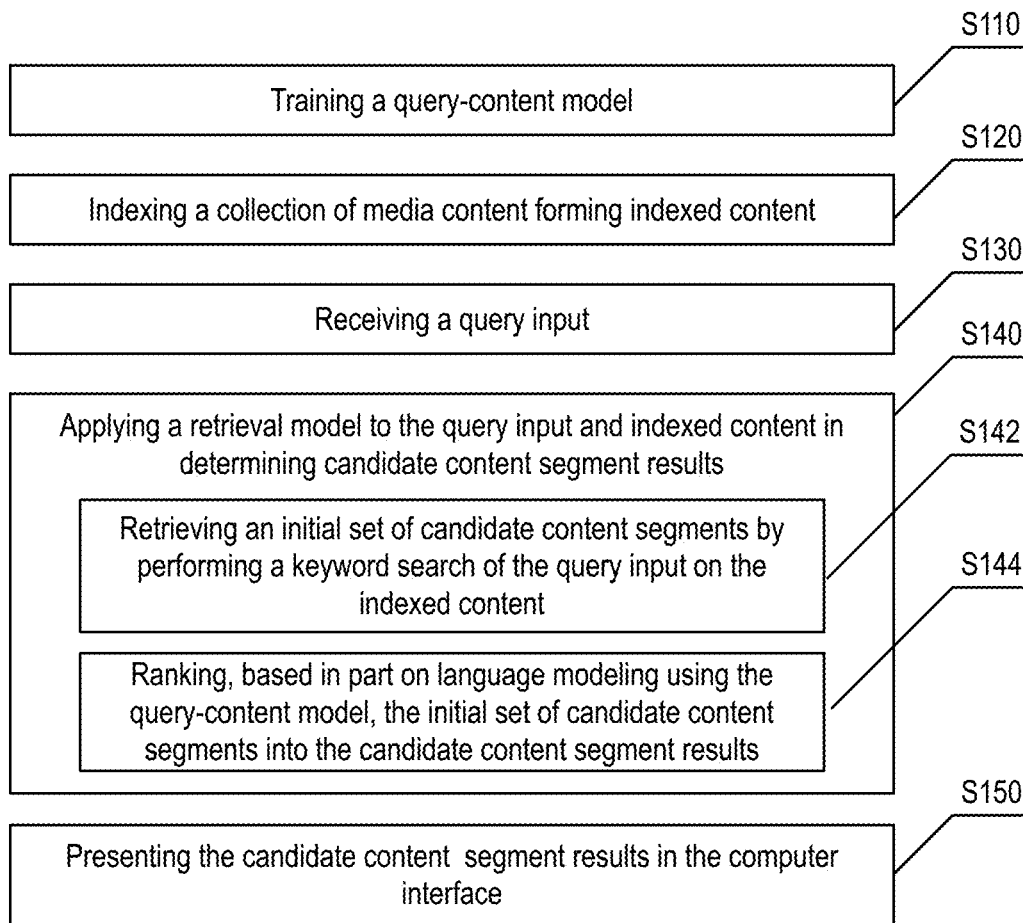 S110
Training a query-content model
S120
Indexing a collection of media content forming indexed content
S130
Receiving a query input
S140
Applying a retrieval model to the query input and indexed content in
determining candidate content segment results
S142
Retrieving an initial set of candidate content segments by
performing a keyword search of the query input on the
indexed content
S144
Ranking, based in part on language modeling using the
query-content model, the initial set of candidate content
segments into the candidate content segment results
S150
Presenting the candidate content segment results in the computer
interface